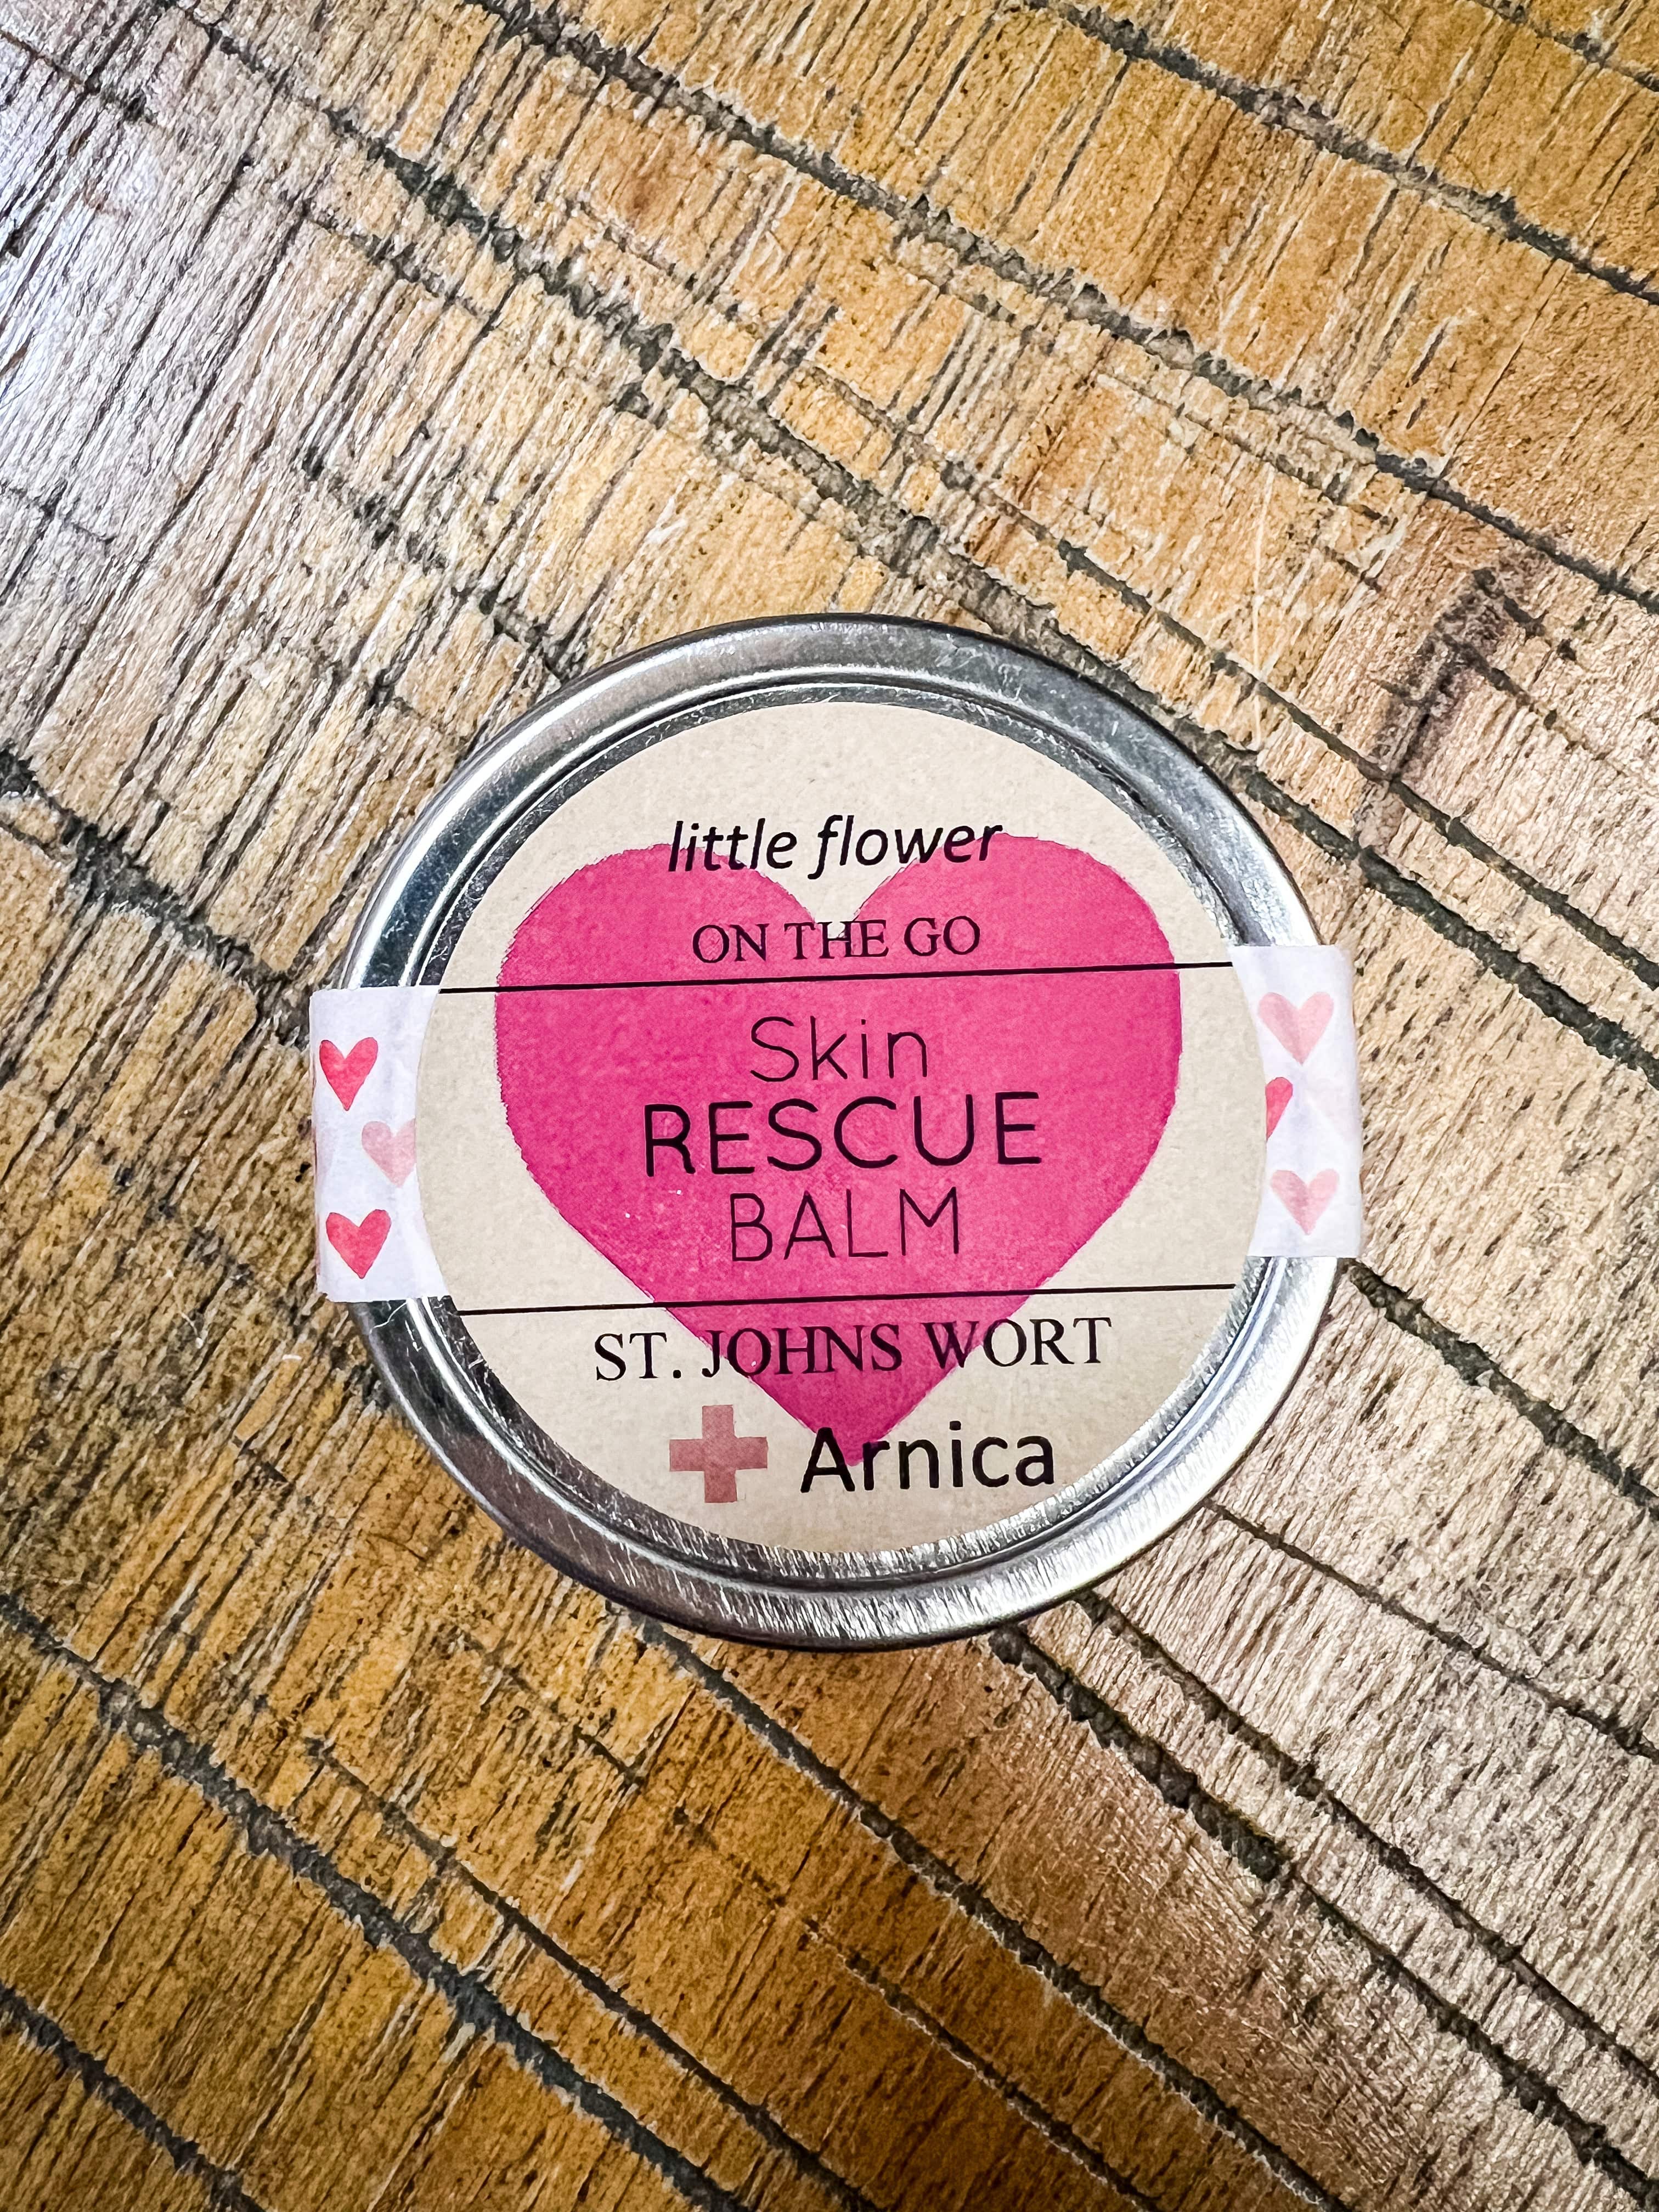 little flower
ON THE GO
Skin
RESCUE
BALM
ST. JOHNS WORT
Arnica